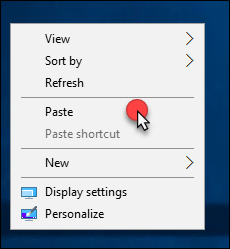 View
Sort by
Refresh
Paste
Paste shortcut
New
Display settings
Personalize